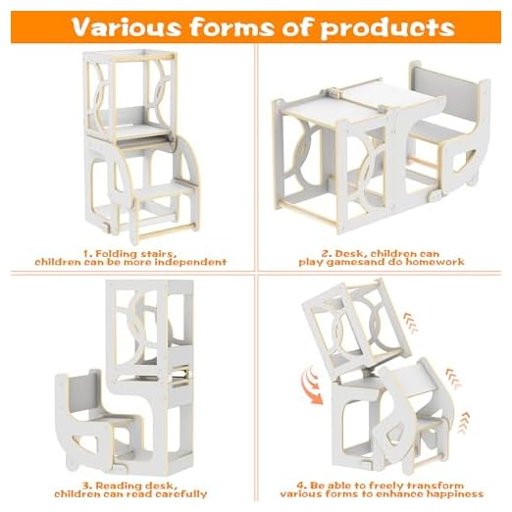 Various forms of products
1. Folding stairs,
children can be more independent
2. Desk, children can
play gamesand do homework
3. Reading desk,
children can read carefully
4. Be able to freely transform
various forms to enhance happiness